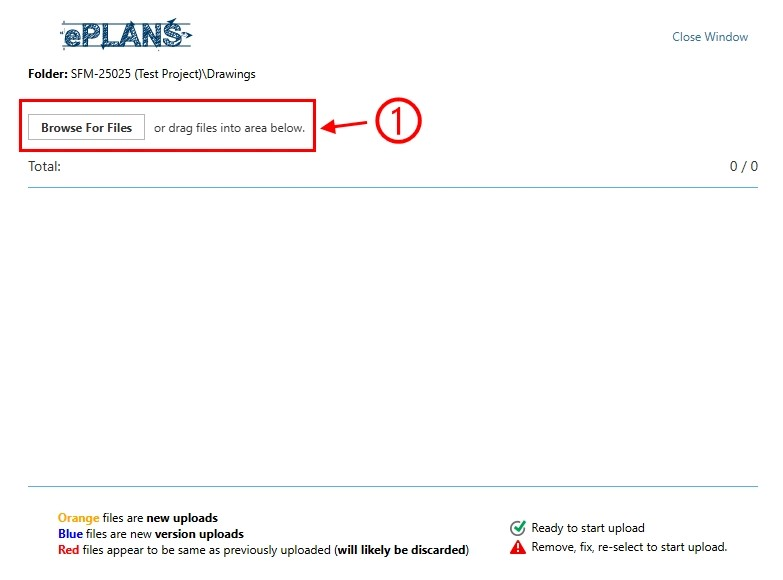 ePLANS
Close Window
Folder: SFM-25025 (Test Project)\Drawings
Browse For Files or drag files into area below.
1
Total: 0 / 0
Orange files are new uploads
Blue files are new version uploads
Red files appear to be same as previously uploaded (will likely be discarded)
Ready to start upload
Remove, fix, re-select to start upload.